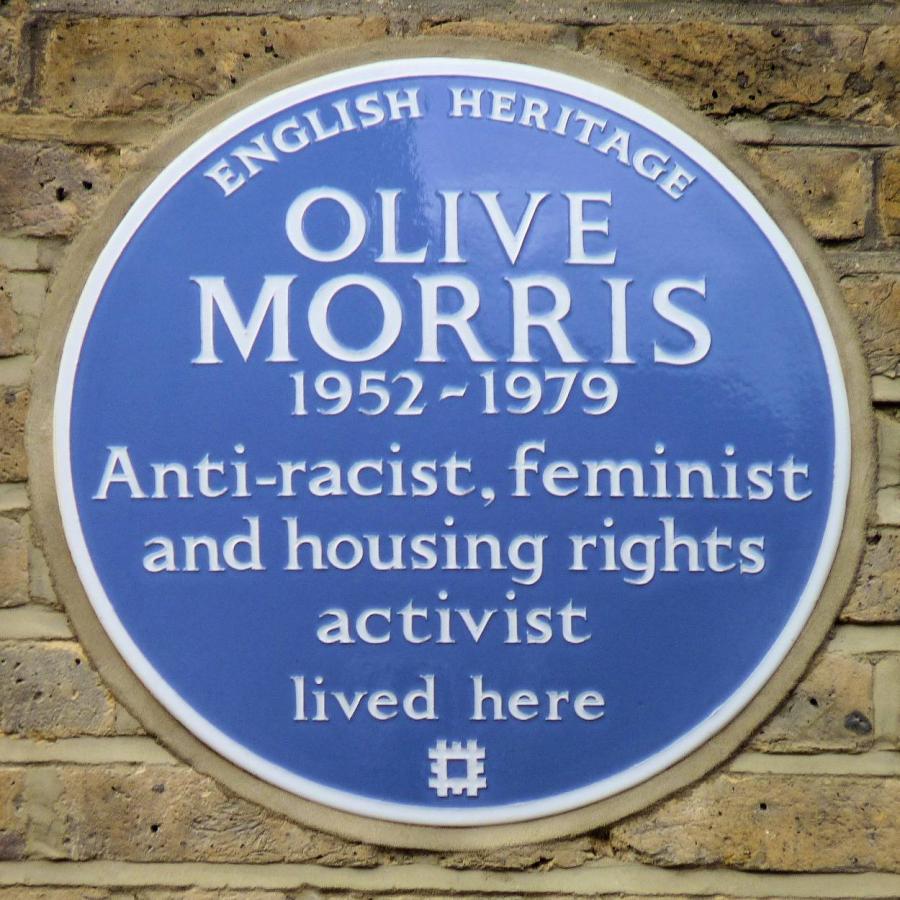 ENGLISH HERITAGE
OLIVE
MORRIS
1952~1979
Anti-racist, feminist
and housing rights
activist
lived here